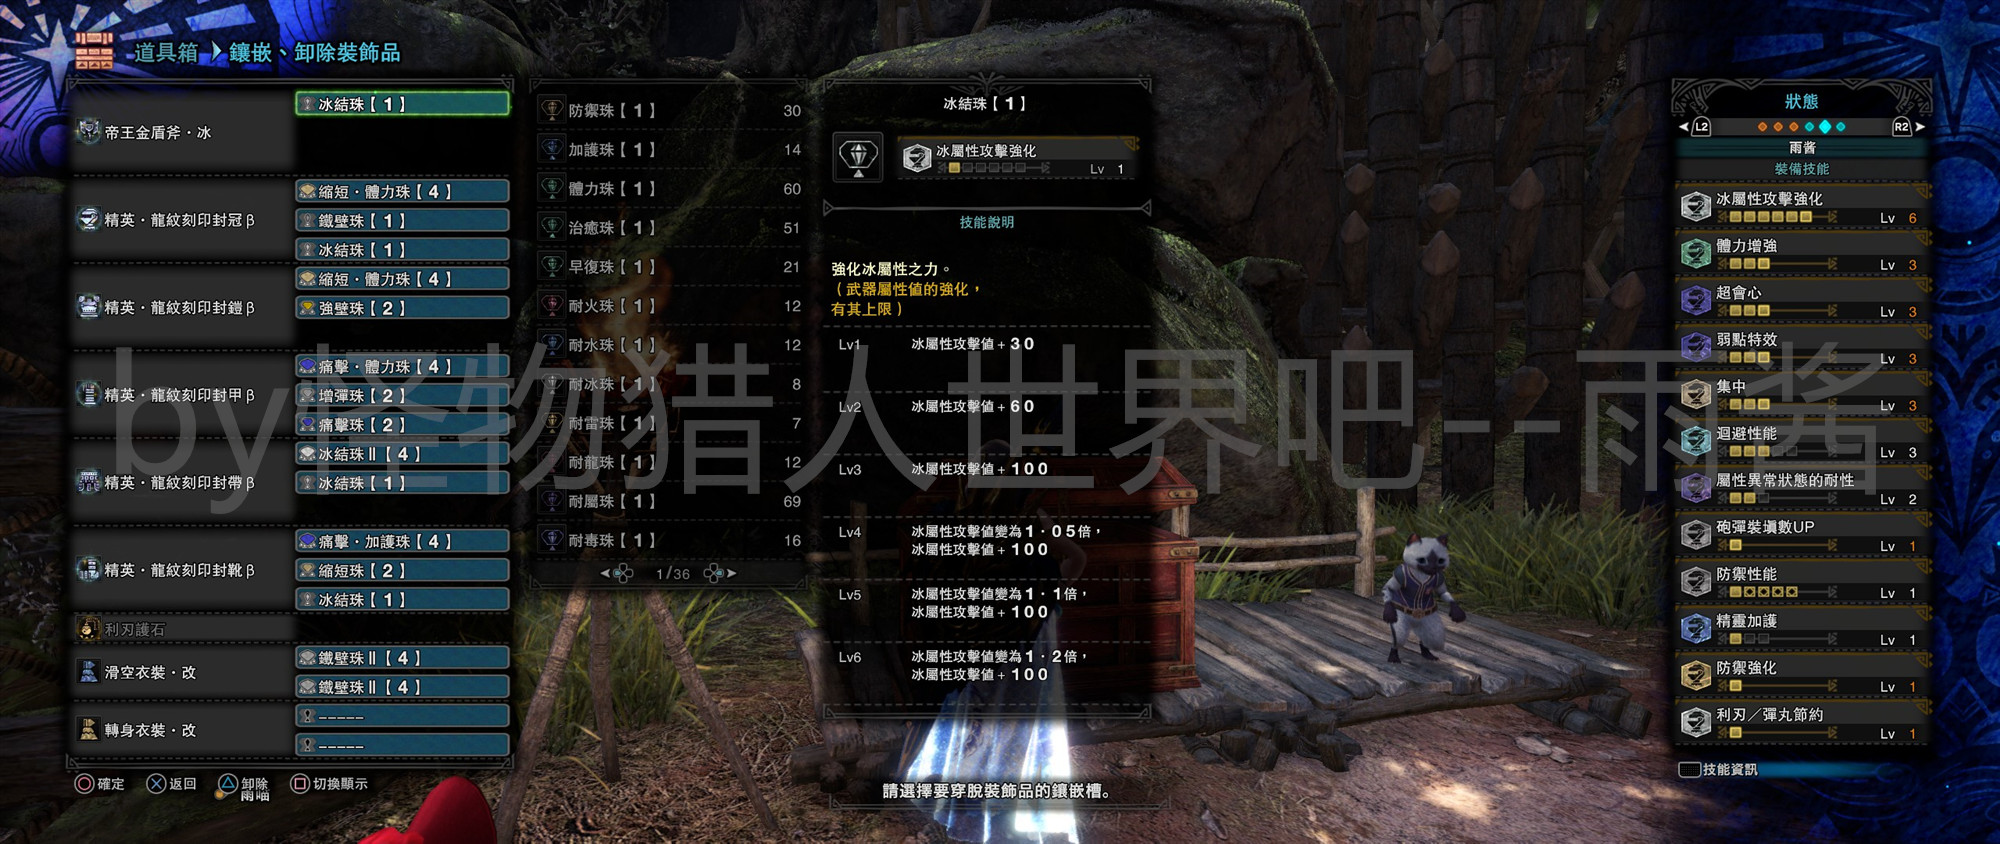 道具箱 鑲嵌、卸除裝飾品
帝王金盾斧・冰
冰結珠【1】
精英・龍紋刻印封冠β
縮短・體力珠【4】
鐵壁珠【1】
冰結珠【1】
精英・龍紋刻印封鎧β
縮短・體力珠【4】
強壁珠【2】
精英・龍紋刻印封甲β
痛擊・體力珠【4】
增彈珠【2】
痛擊珠【2】
精英・龍紋刻印封帶β
冰結珠Ⅱ【4】
冰結珠【1】
精英・龍紋刻印封靴β
痛擊・加護珠【4】
縮短珠【2】
冰結珠【1】
利刃護石
滑空衣裝・改
鐵壁珠Ⅱ【4】
鐵壁珠Ⅱ【4】
轉身衣裝・改
-----
-----
確定 返回 卸除 切換顯示
雨喵
防禦珠【1】 30
加護珠【1】 14
體力珠【1】 60
治癒珠【1】 51
早復珠【1】 21
耐火珠【1】 12
耐水珠【1】 12
耐冰珠【1】 8
耐雷珠【1】 7
耐龍珠【1】 12
耐屬珠【1】 69
耐毒珠【1】 16
1/36
冰結珠【1】
冰屬性攻擊強化
Lv 1
技能說明
強化冰屬性之力。
（武器屬性值的強化，
有其上限）
Lv1 冰屬性攻擊值+30
Lv2 冰屬性攻擊值+60
Lv3 冰屬性攻擊值+100
Lv4 冰屬性攻擊值變為1・05倍，
冰屬性攻擊值+100
Lv5 冰屬性攻擊值變為1・1倍，
冰屬性攻擊值+100
Lv6 冰屬性攻擊值變為1・2倍，
冰屬性攻擊值+100
請選擇要穿脫裝飾品的鑲嵌槽。
狀態
L2 R2
雨酱
裝備技能
冰屬性攻擊強化
Lv 6
體力增強
Lv 3
超會心
Lv 3
弱點特效
Lv 3
集中
Lv 3
迴避性能
Lv 3
屬性異常狀態的耐性
Lv 2
砲彈裝填數UP
Lv 1
防禦性能
Lv 1
精靈加護
Lv 1
防禦強化
Lv 1
利刃／彈丸節約
Lv 1
技能資訊
by怪物猎人世界吧--雨酱